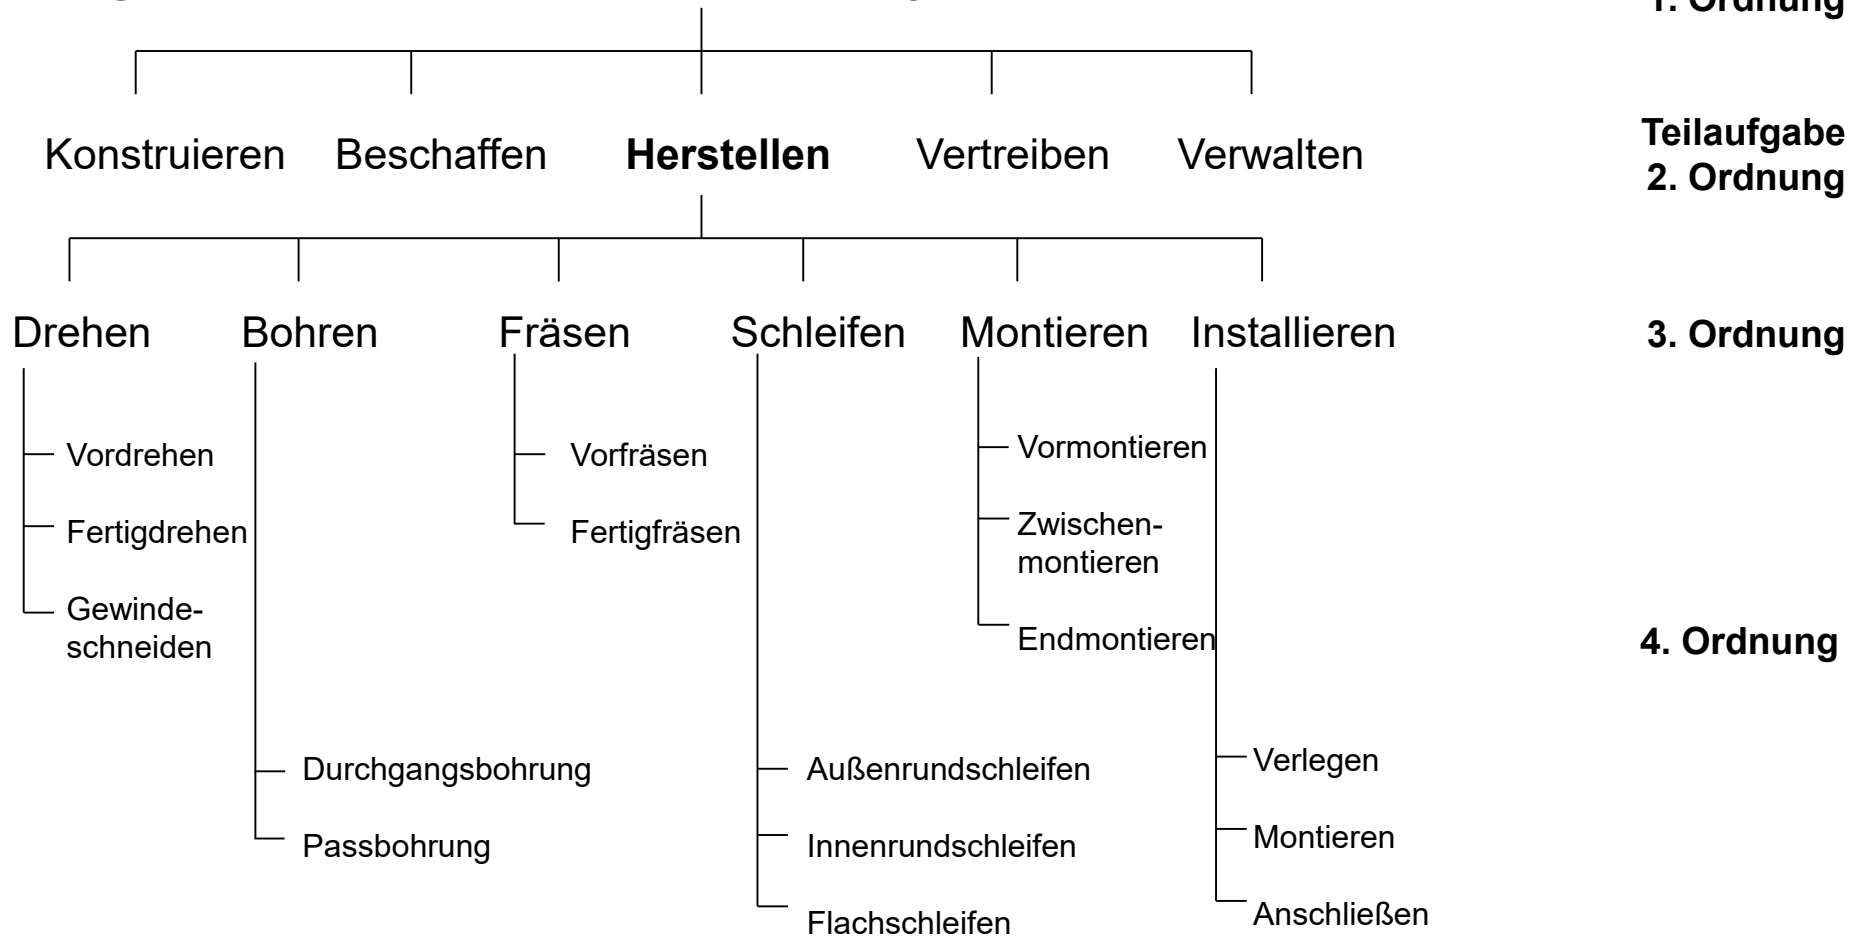 1. Ordnung
Konstruieren Beschaffen Herstellen Vertreiben Verwalten
Teilaufgabe
2. Ordnung
Drehen Bohren Fräsen Schleifen Montieren Installieren
3. Ordnung
Vordrehen
Fertigdrehen
Gewinde-
schneiden
Durchgangsbohrung
Passbohrung
Vorfräsen
Fertigfräsen
Außenrundschleifen
Innenrundschleifen
Flachschleifen
Vormontieren
Zwischen-
montieren
Endmontieren
Verlegen
Montieren
Anschließen
4. Ordnung